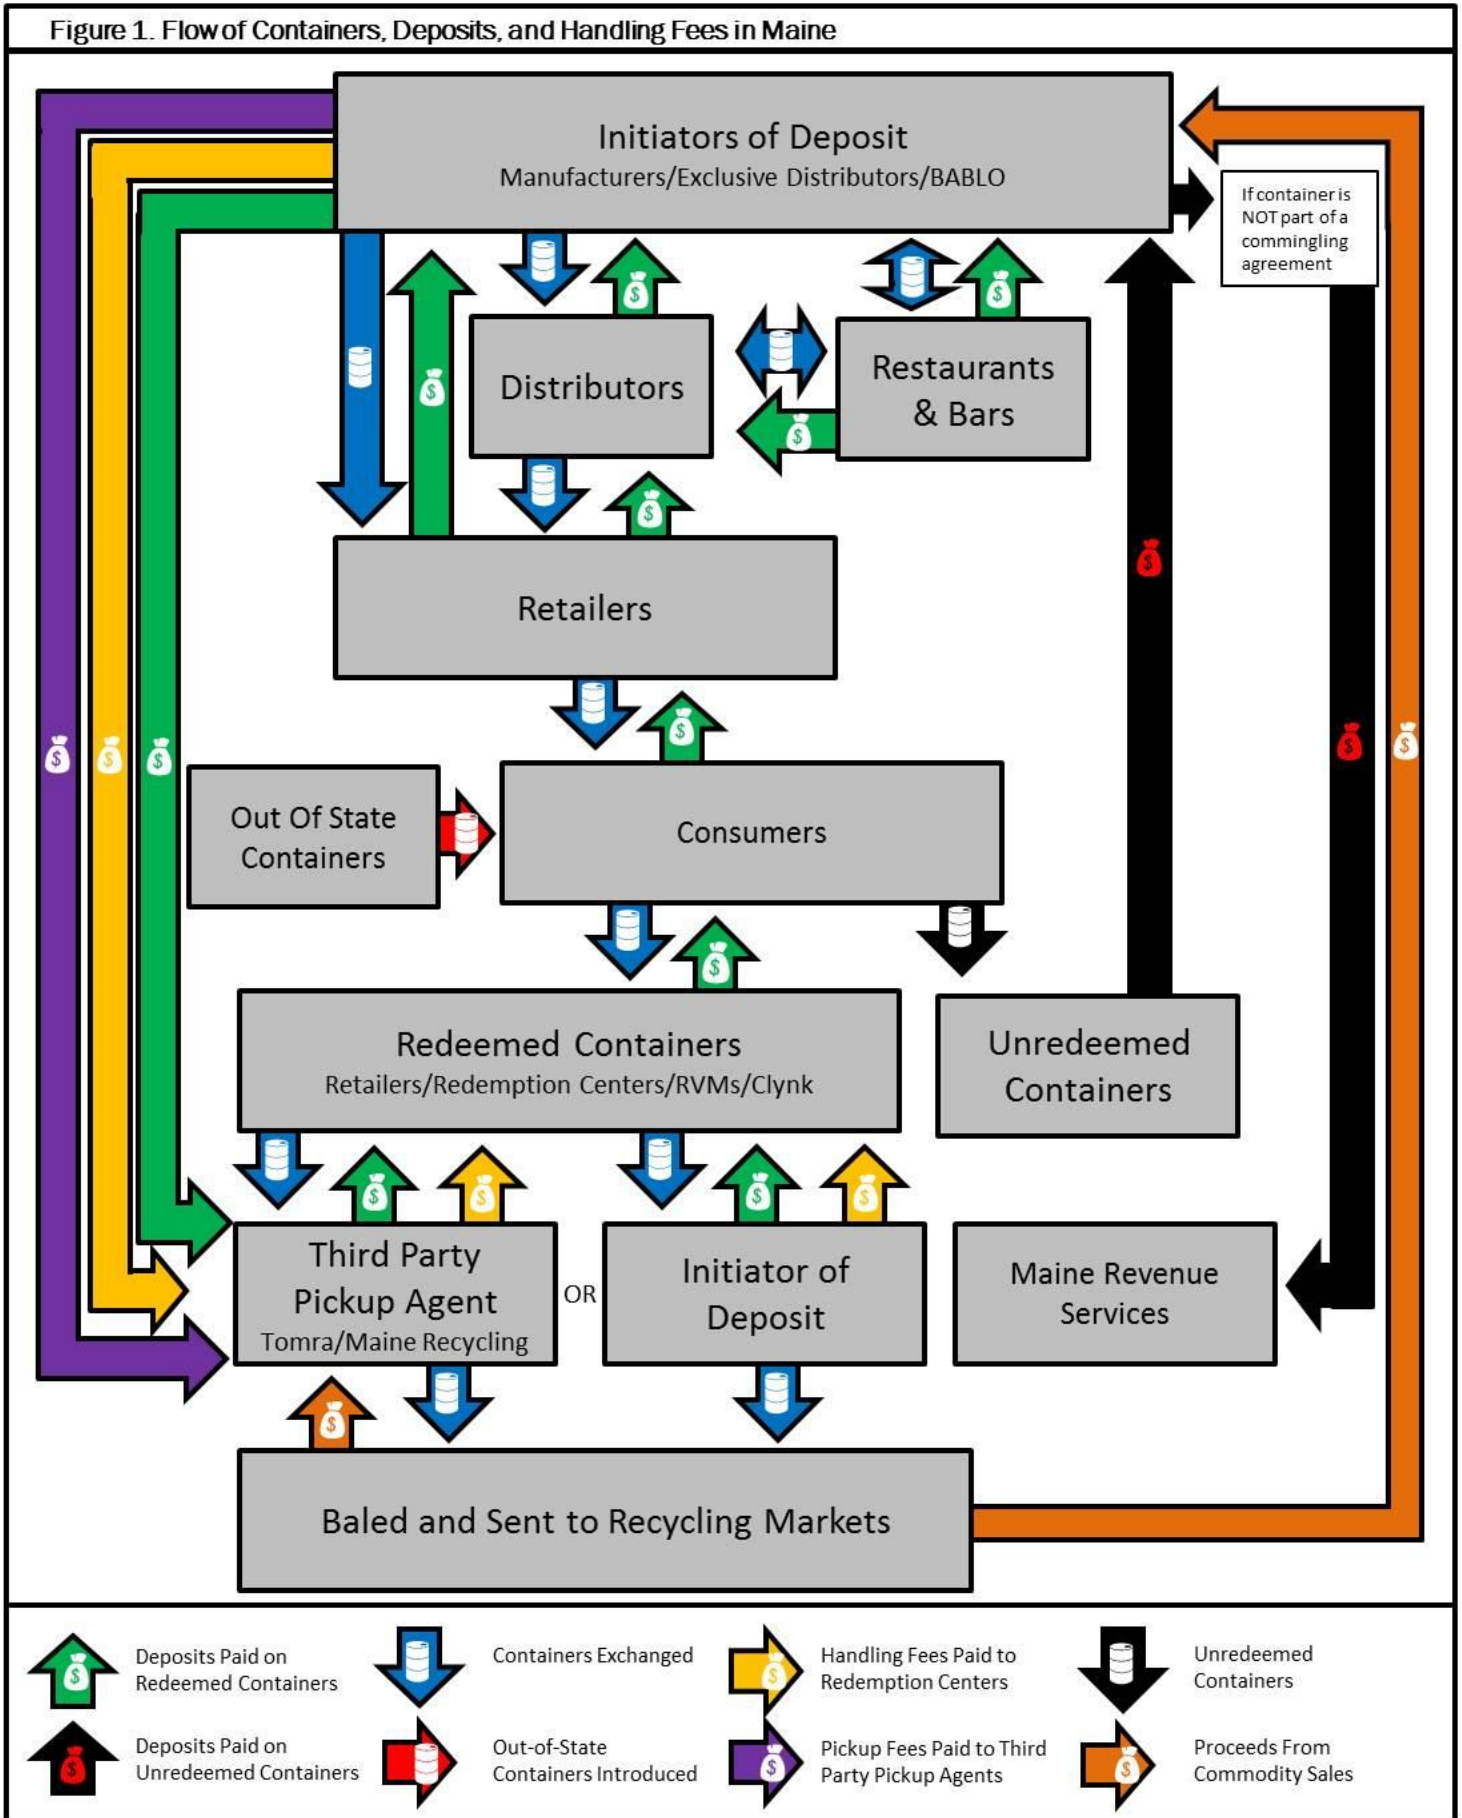 Figure 1. Flow of Containers, Deposits, and Handling Fees in Maine
Initiators of Deposit
Manufacturers/Exclusive Distributors/BABLO
If container is
NOT part of a
commingling
agreement
$
$
Distributors
$
$
Restaurants
& Bars
$
$
Retailers
$
$
$
$
$
$
$
Out Of State
Containers
Consumers
$
Redeemed Containers
Retailers/Redemption Centers/RVMs/Clynk
Unredeemed
Containers
$
$
$
$
Third Party
Pickup Agent
Tomra/Maine Recycling
OR
Initiator of
Deposit
Maine Revenue
Services
$
Baled and Sent to Recycling Markets
$
Deposits Paid on
Redeemed Containers
Containers Exchanged
$
Handling Fees Paid to
Redemption Centers
Unredeemed
Containers
$
Deposits Paid on
Unredeemed Containers
Out-of-State
Containers Introduced
$
Pickup Fees Paid to Third
Party Pickup Agents
$
Proceeds From
Commodity Sales